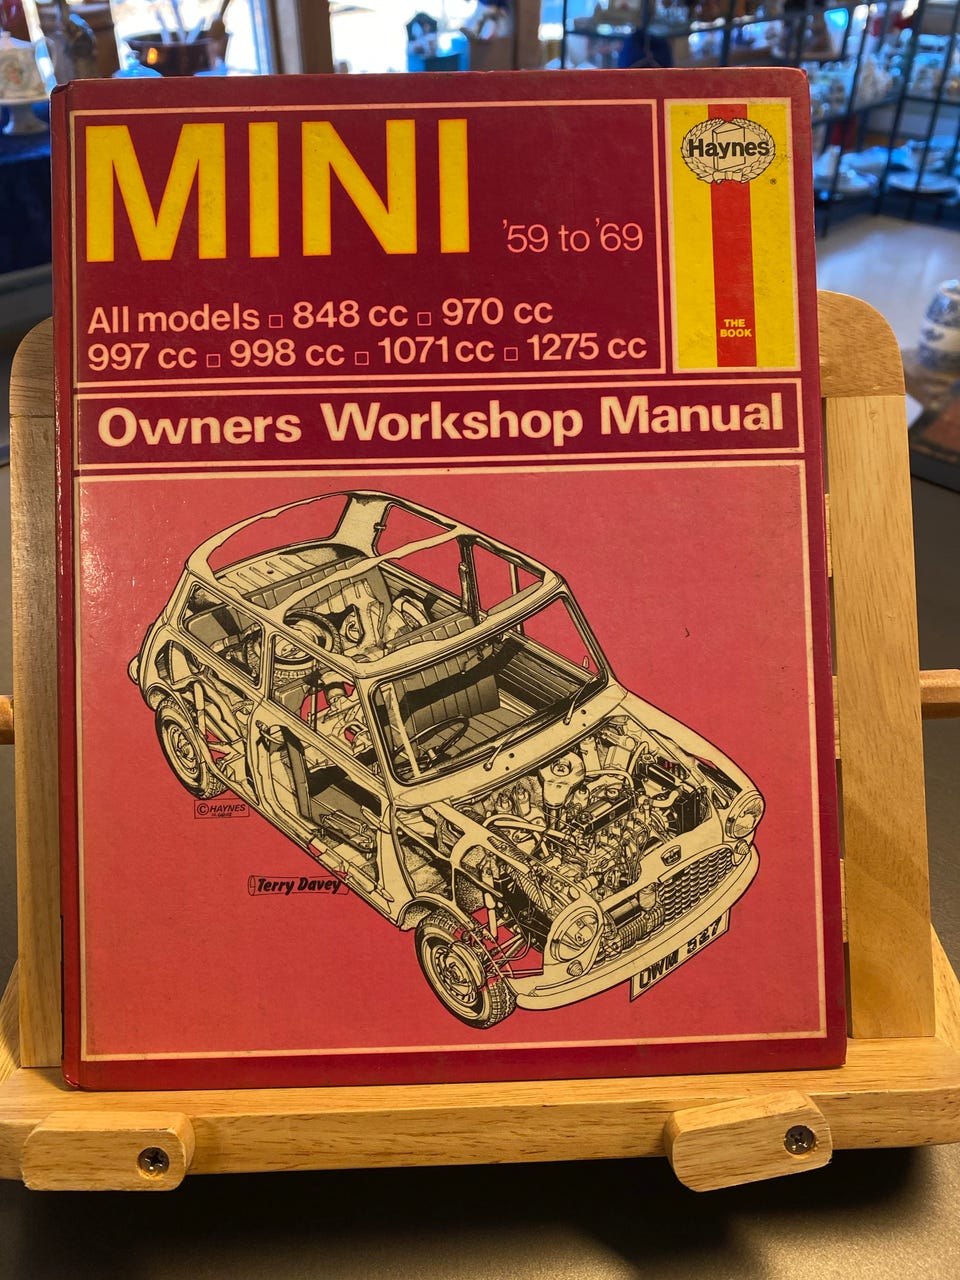 MINI
'59 to '69
Haynes
®
THE
BOOK
All models □ 848 cc □ 970 cc
997 cc □ 998 cc □ 1071 cc □ 1275 cc
Owners Workshop Manual
© HAYNES
Terry Davey
OWM 527